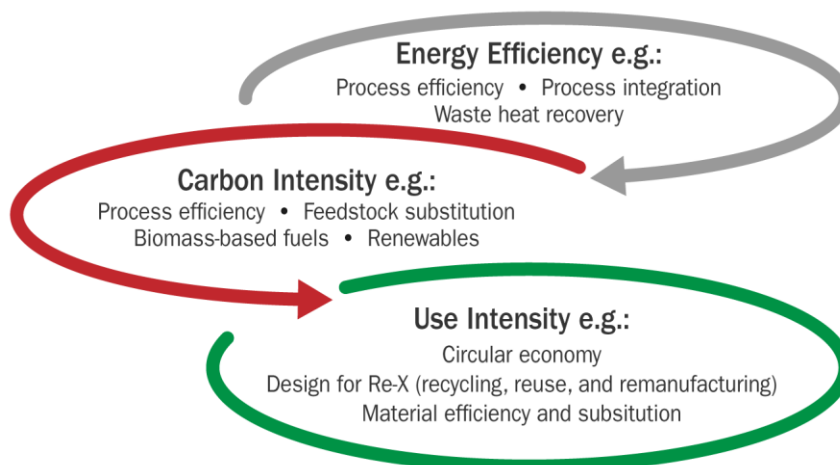 Energy Efficiency e.g.:
Process efficiency • Process integration
Waste heat recovery
Carbon Intensity e.g.:
Process efficiency • Feedstock substitution
Biomass-based fuels • Renewables
Use Intensity e.g.:
Circular economy
Design for Re-X (recycling, reuse, and remanufacturing)
Material efficiency and subsitution